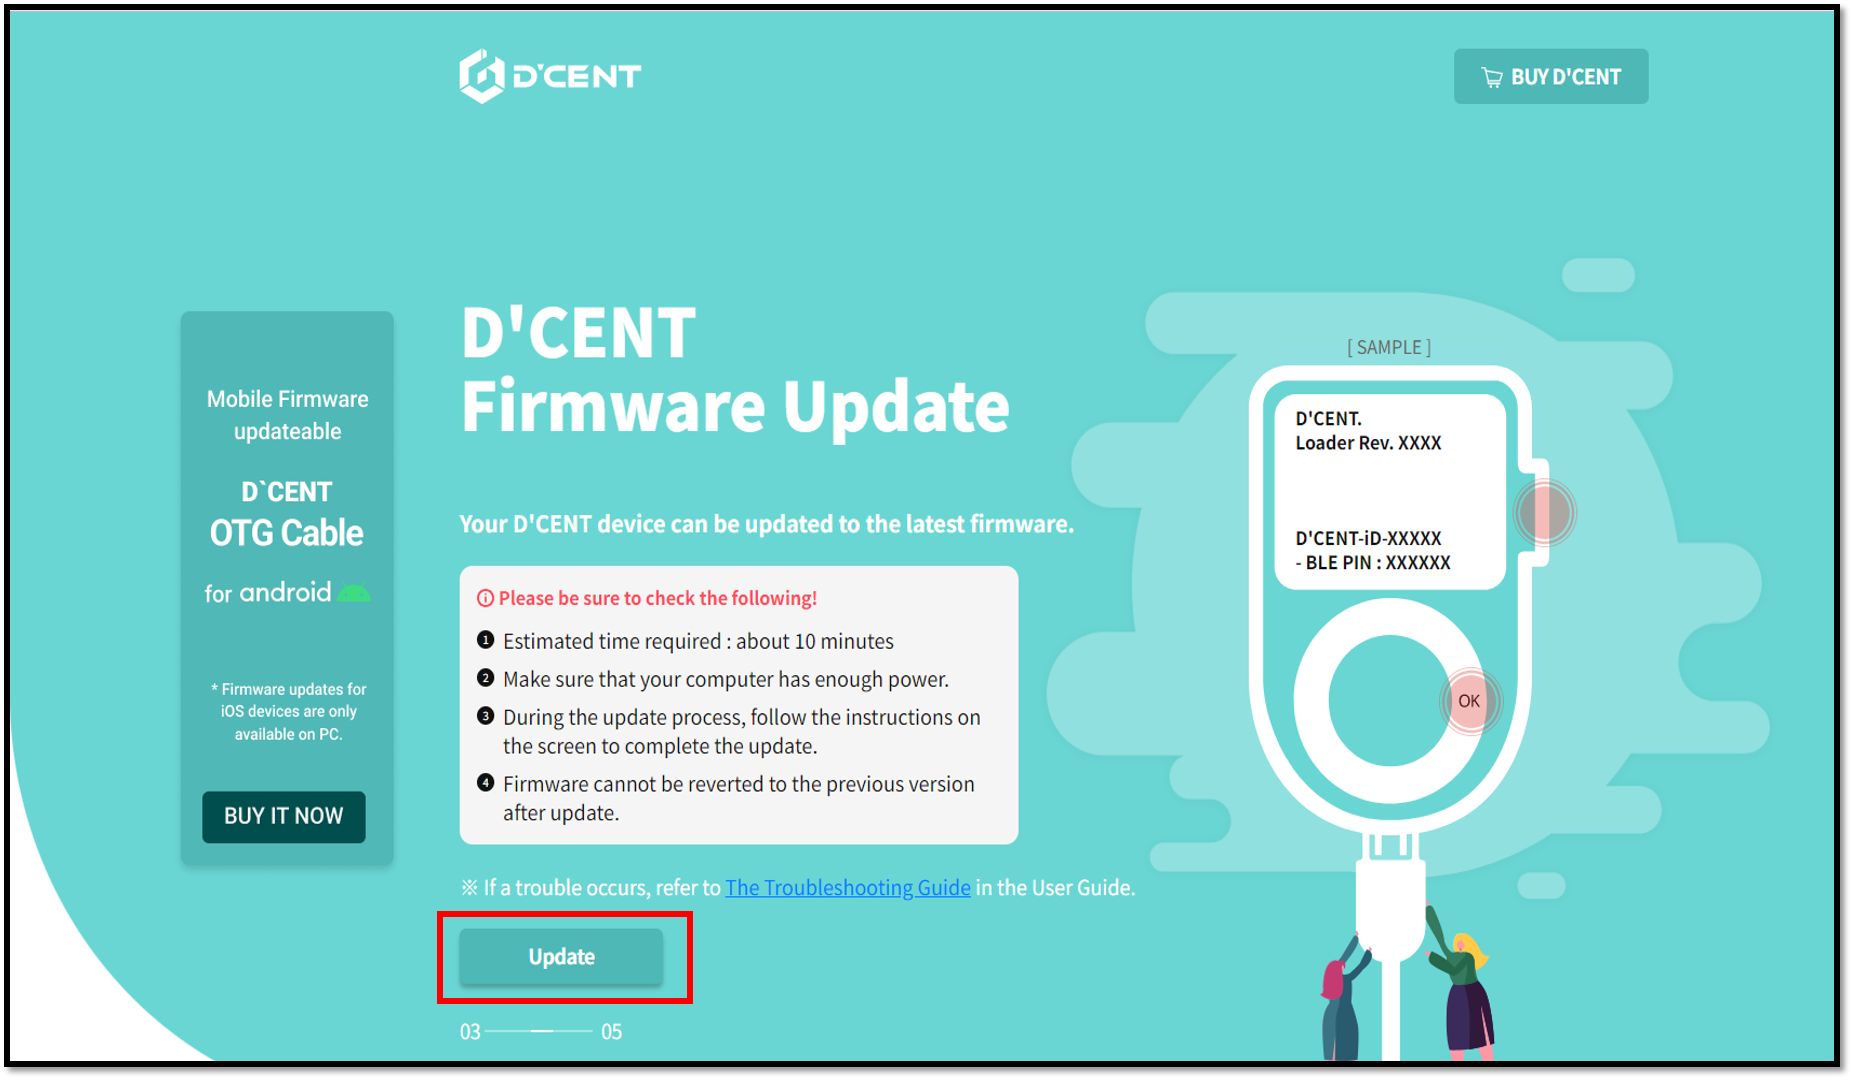 D'CENT
BUY D'CENT
Mobile Firmware
updateable
D`CENT
OTG Cable
for android
* Firmware updates for
iOS devices are only
available on PC.
BUY IT NOW
D'CENT
Firmware Update
Your D'CENT device can be updated to the latest firmware.
Please be sure to check the following!
1 Estimated time required : about 10 minutes
2 Make sure that your computer has enough power.
3 During the update process, follow the instructions on
the screen to complete the update.
4 Firmware cannot be reverted to the previous version
after update.
※ If a trouble occurs, refer to The Troubleshooting Guide in the User Guide.
Update
03 05
[ SAMPLE ]
D'CENT.
Loader Rev. XXXX
D'CENT-iD-XXXXX
- BLE PIN : XXXXXX
OK